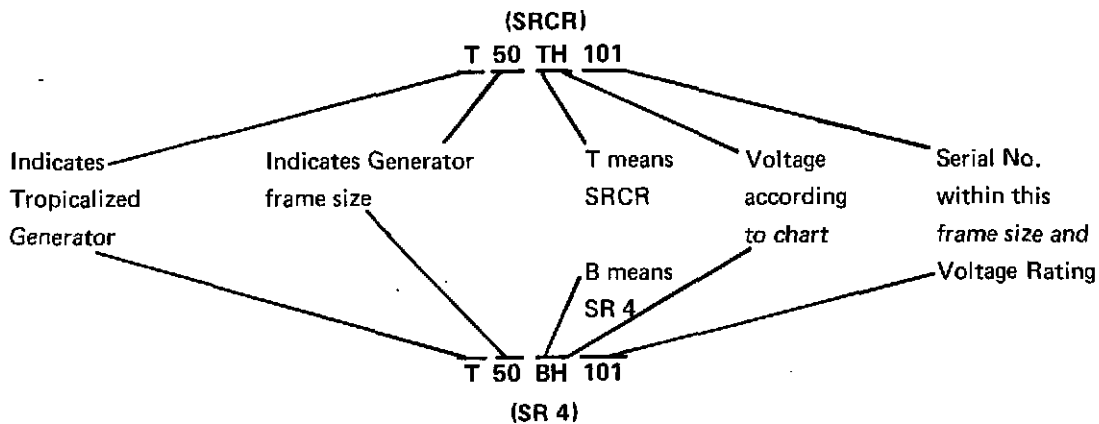 (SRCR)
T 50 TH 101
Indicates
Tropicalized
Generator
Indicates Generator
frame size
T means
SRCR
Voltage
according
to chart
Serial No.
within this
frame size and
Voltage Rating
B means
SR 4
T 50 BH 101
(SR 4)